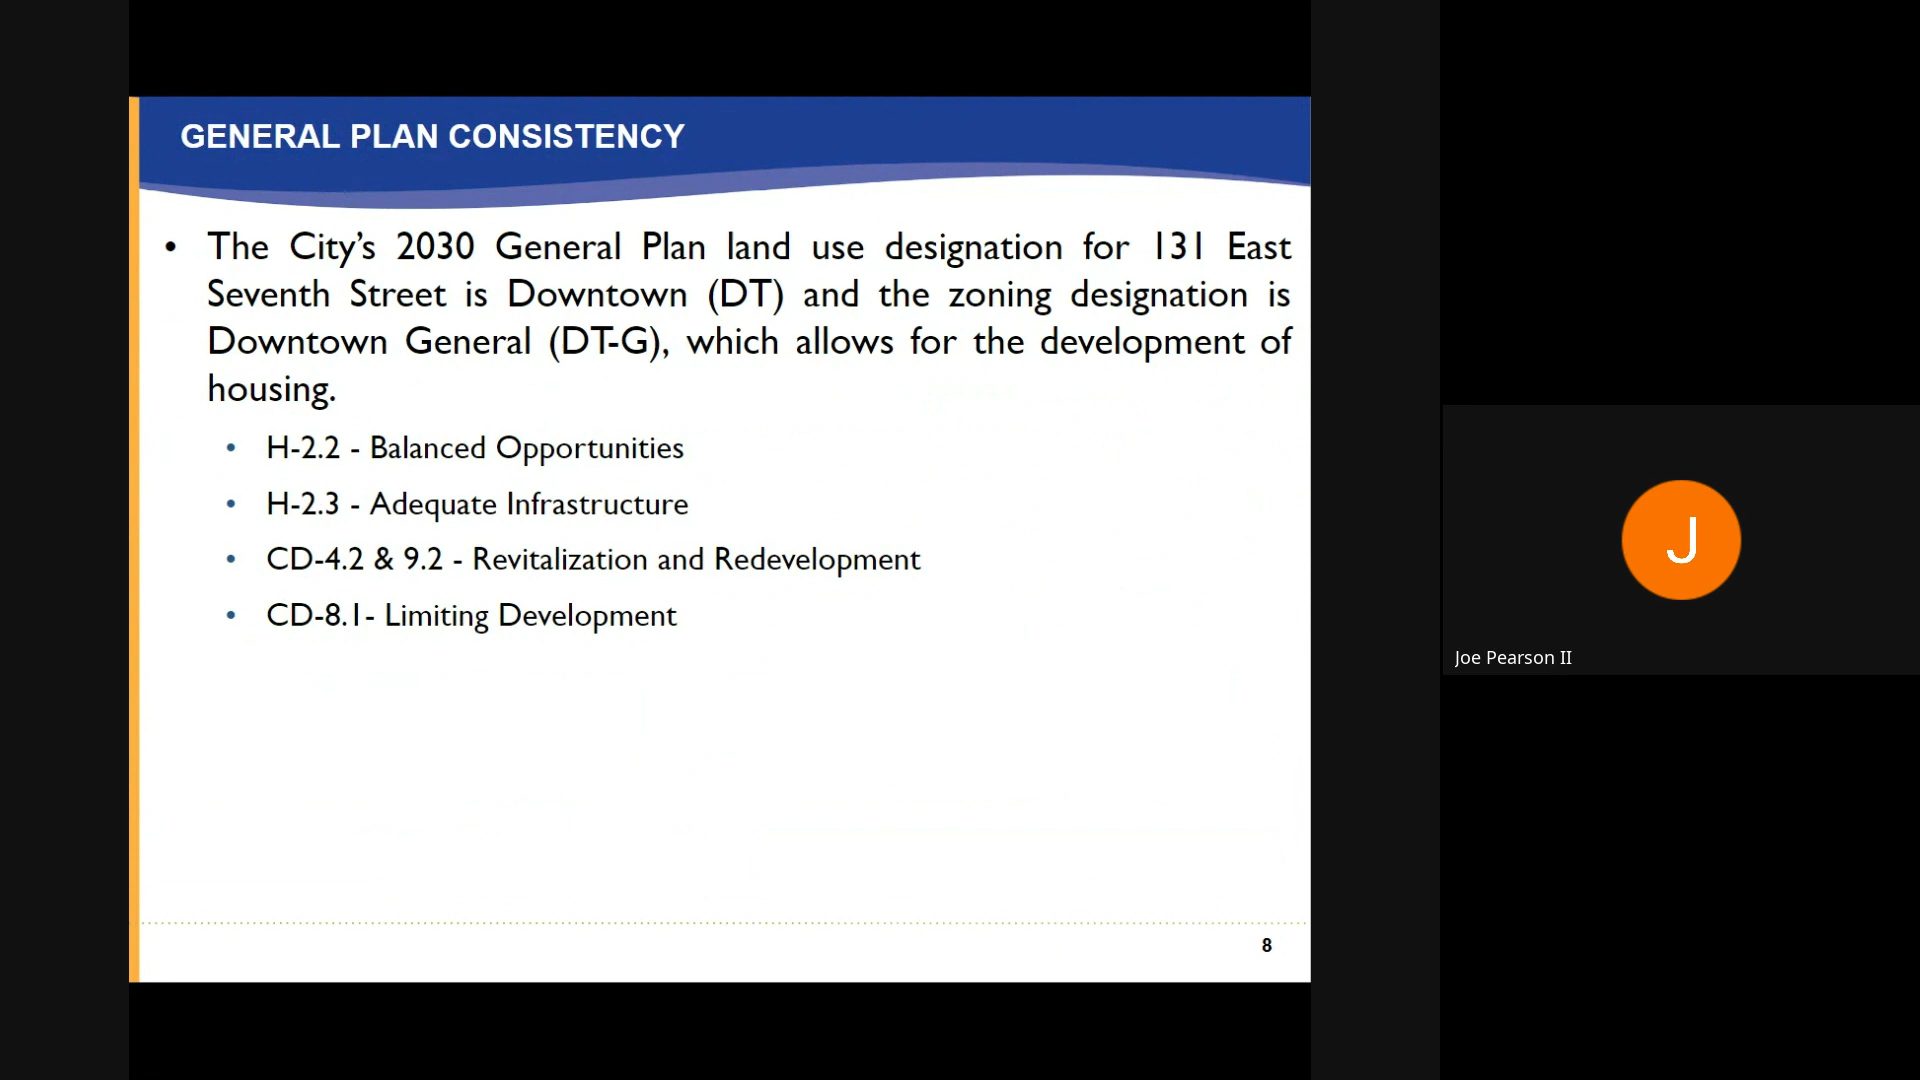 GENERAL PLAN CONSISTENCY
• The City's 2030 General Plan land use designation for 131 East
Seventh Street is Downtown (DT) and the zoning designation is
Downtown General (DT-G), which allows for the development of
housing.
• H-2.2 - Balanced Opportunities
• H-2.3 - Adequate Infrastructure
• CD-4.2 & 9.2 - Revitalization and Redevelopment
• CD-8.1- Limiting Development
8
J
Joe Pearson II